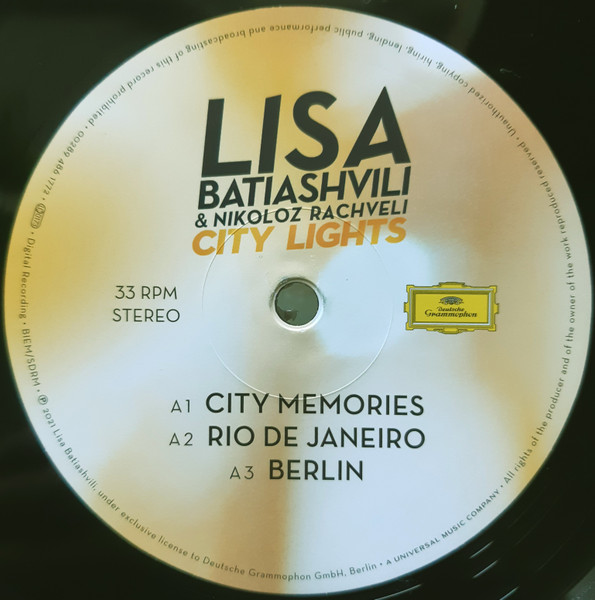 LISA
BATIASHVILI
& NIKOLOZ RACHVELI
CITY LIGHTS
33 RPM
STEREO
Deutsche
Grammophon
A1 CITY MEMORIES
A2 RIO DE JANEIRO
A3 BERLIN
℗ 2021 Lisa Batiashvili, under exclusive license to Deutsche Grammophon GmbH, Berlin • A UNIVERSAL MUSIC COMPANY • All rights of the producer and of the owner of the work reproduced reserved • Unauthorized copying, hiring, lending, public performance and broadcasting of this record prohibited • 00289 486 1772 • Digital Recording • BIEM/SDRM •